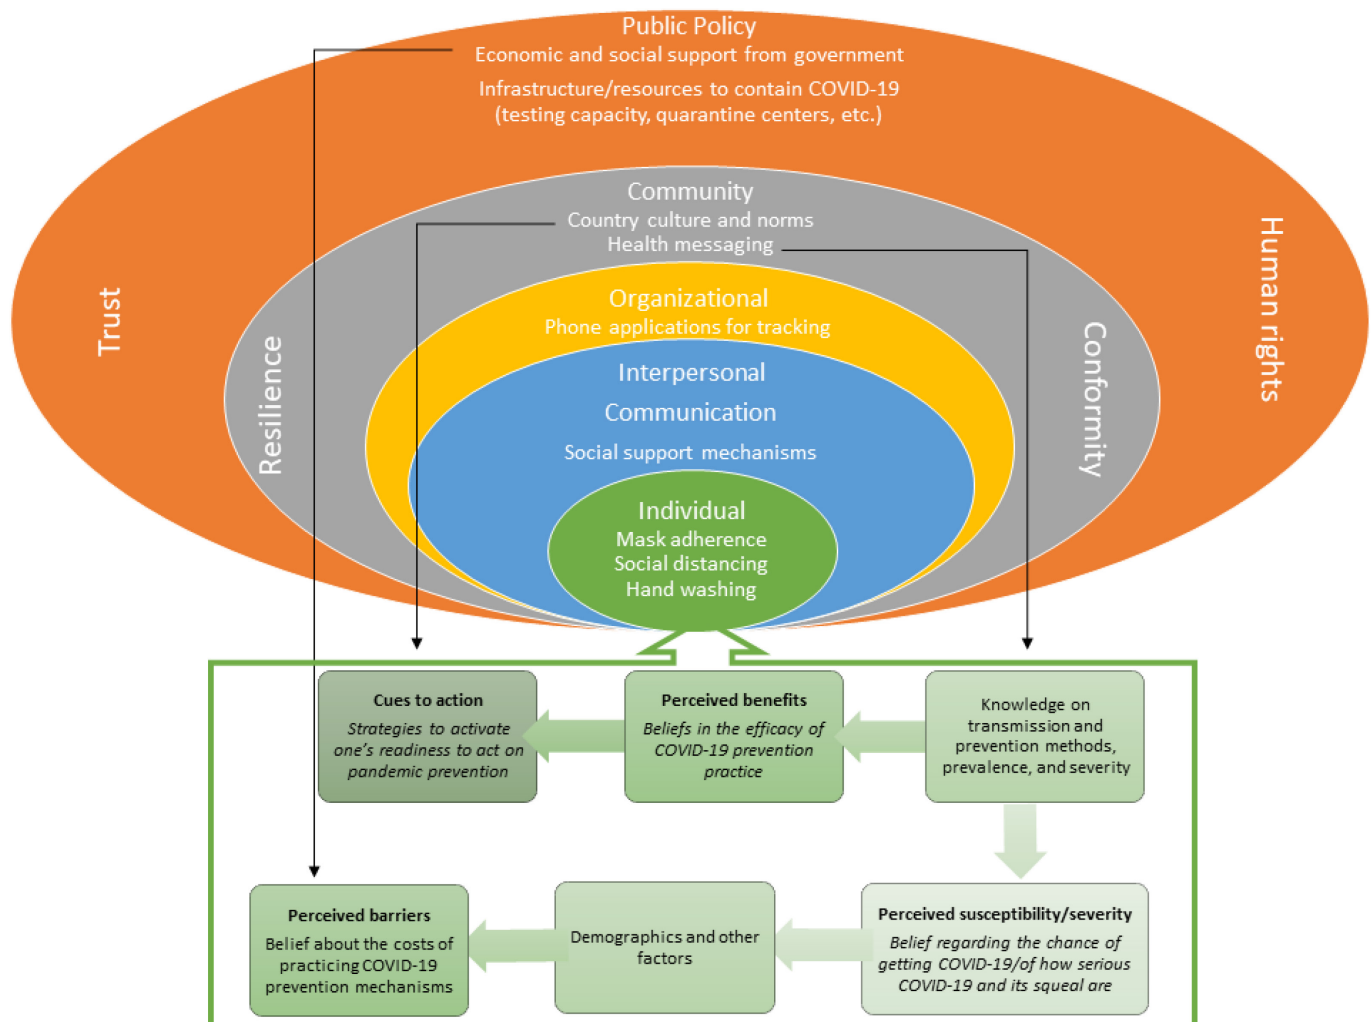 Public Policy
Economic and social support from government
Infrastructure/resources to contain COVID-19
(testing capacity, quarantine centers, etc.)
Community
Country culture and norms
Health messaging
Organizational
Phone applications for tracking
Interpersonal
Communication
Social support mechanisms
Individual
Mask adherence
Social distancing
Hand washing
Trust
Resilience
Conformity
Human rights
Cues to action
Strategies to activate
one's readiness to act on
pandemic prevention
Perceived benefits
Beliefs in the efficacy of
COVID-19 prevention
practice
Knowledge on
transmission and
prevention methods,
prevalence, and severity
Perceived barriers
Belief about the costs of
practicing COVID-19
prevention mechanisms
Demographics and other
factors
Perceived susceptibility/severity
Belief regarding the chance of
getting COVID-19/of how serious
COVID-19 and its squeal are